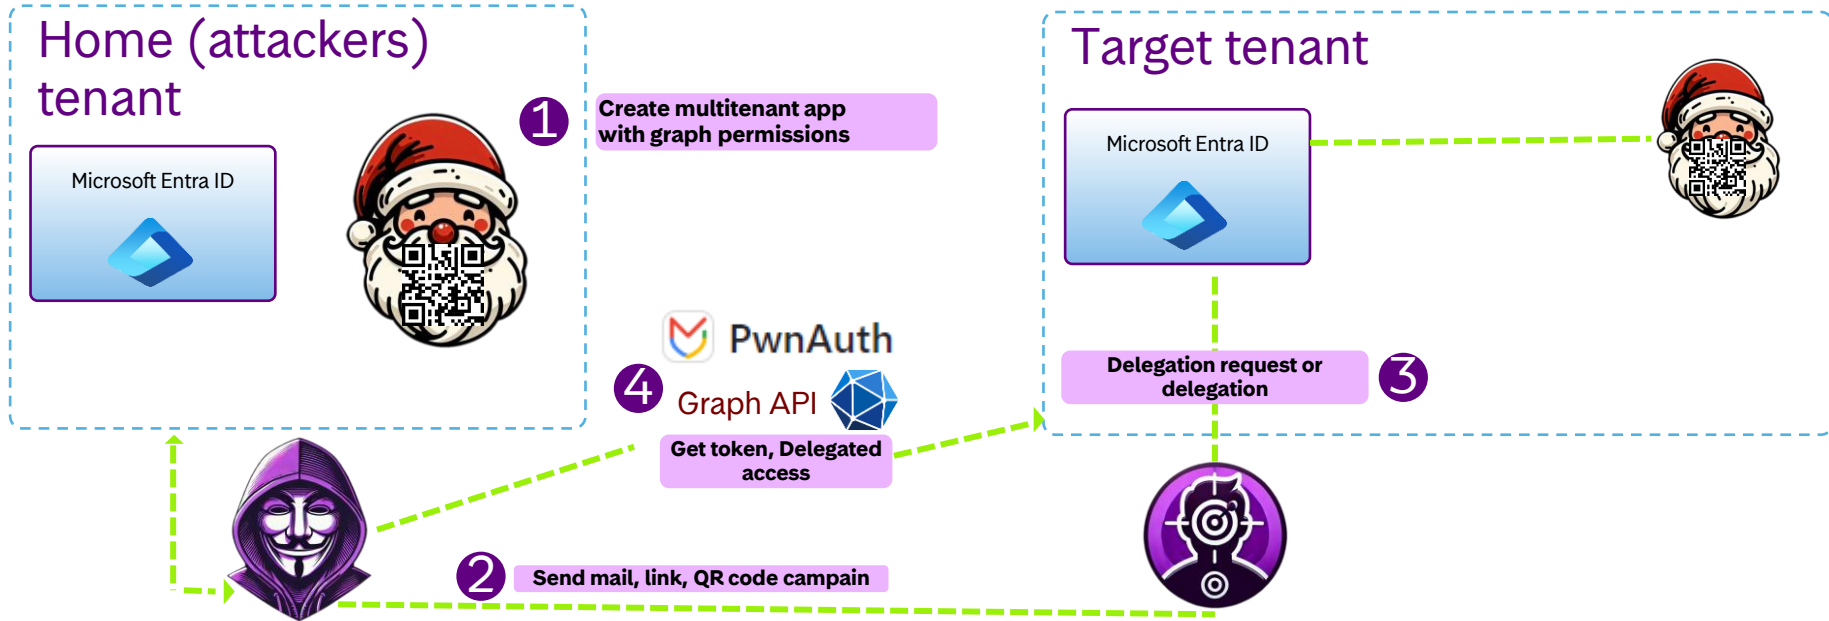 Home (attackers)
tenant
Microsoft Entra ID
1
Create multitenant app
with graph permissions
Target tenant
Microsoft Entra ID
PwnAuth
4
Graph API
Get token, Delegated
access
Delegation request or
delegation
3
2
Send mail, link, QR code campain